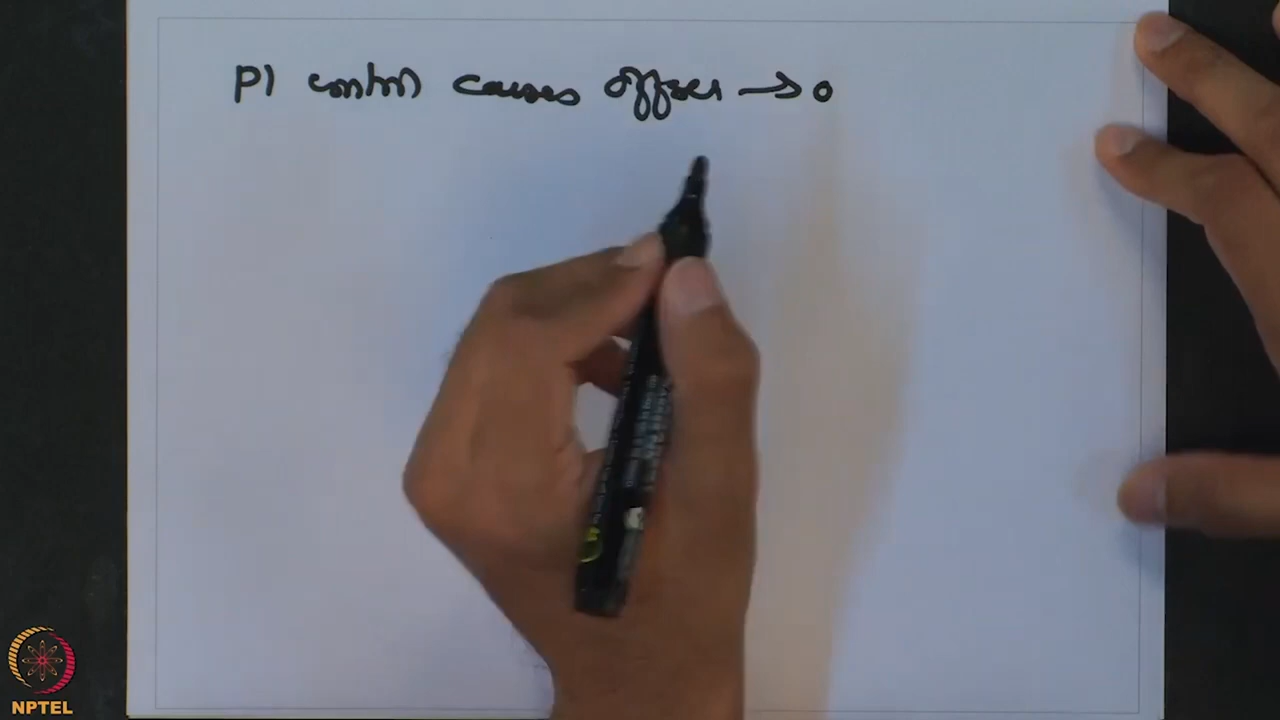 PI control causes offset → 0
NPTEL